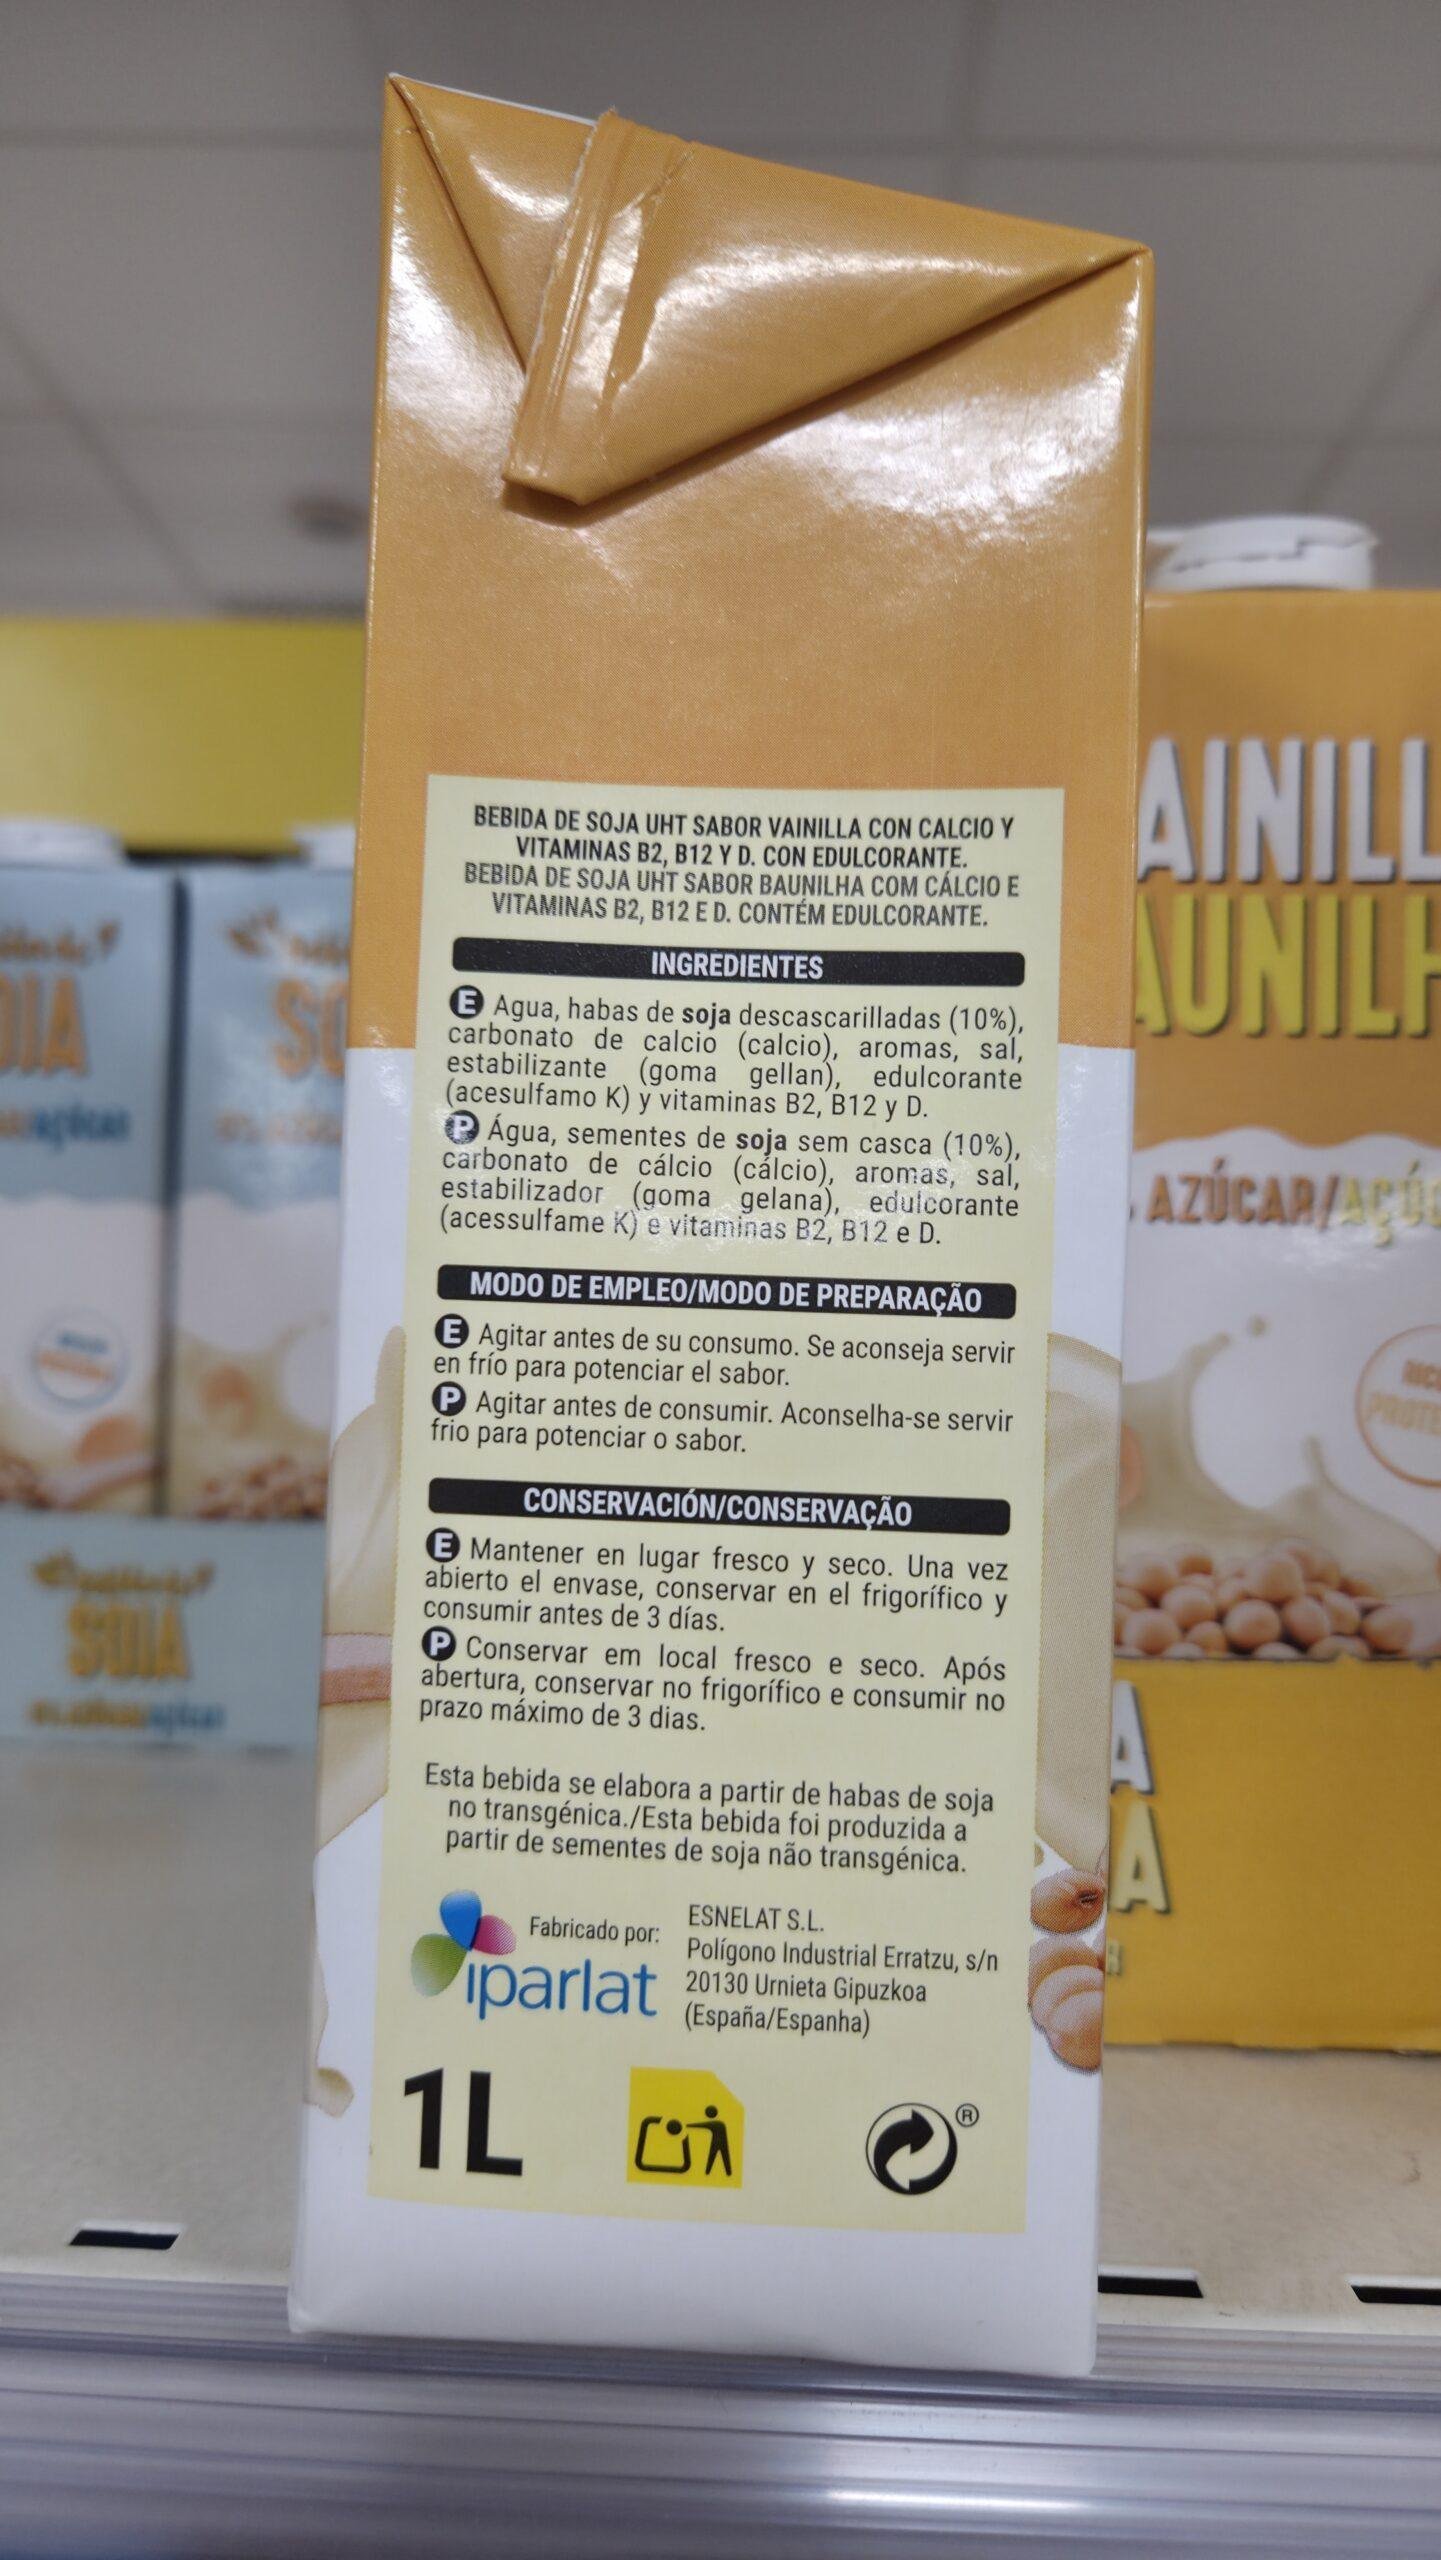 BEBIDA DE SOJA UHT SABOR VAINILLA CON CALCIO Y
VITAMINAS B2, B12 Y D. CON EDULCORANTE.
BEBIDA DE SOJA UHT SABOR BAUNILHA COM CÁLCIO E
VITAMINAS B2, B12 E D. CONTÉM EDULCORANTE.
INGREDIENTES
E Agua, habas de soja descascarilladas (10%),
carbonato de calcio (calcio), aromas, sal,
estabilizante (goma gellan), edulcorante
(acesulfamo K) y vitaminas B2, B12 y D.
P Água, sementes de soja sem casca (10%),
carbonato de cálcio (cálcio), aromas, sal,
estabilizador (goma gelana), edulcorante
(acessulfame K) e vitaminas B2, B12 e D.
MODO DE EMPLEO/MODO DE PREPARAÇÃO
E Agitar antes de su consumo. Se aconseja servir
en frío para potenciar el sabor.
P Agitar antes de consumir. Aconselha-se servir
frio para potenciar o sabor.
CONSERVACIÓN/CONSERVAÇÃO
E Mantener en lugar fresco y seco. Una vez
abierto el envase, conservar en el frigorífico y
consumir antes de 3 días.
P Conservar em local fresco e seco. Após
abertura, conservar no frigorífico e consumir no
prazo máximo de 3 dias.
Esta bebida se elabora a partir de habas de soja
no transgénica./Esta bebida foi produzida a
partir de sementes de soja não transgénica.
Fabricado por:
iparlat
ESNELAT S.L.
Polígono Industrial Erratzu, s/n
20130 Urnieta Gipuzkoa
(España/Espanha)
1L
®
AINILL
AUNILH
AZÚCAR/AÇÚC
RICO
PROTE
A
A
SOIA